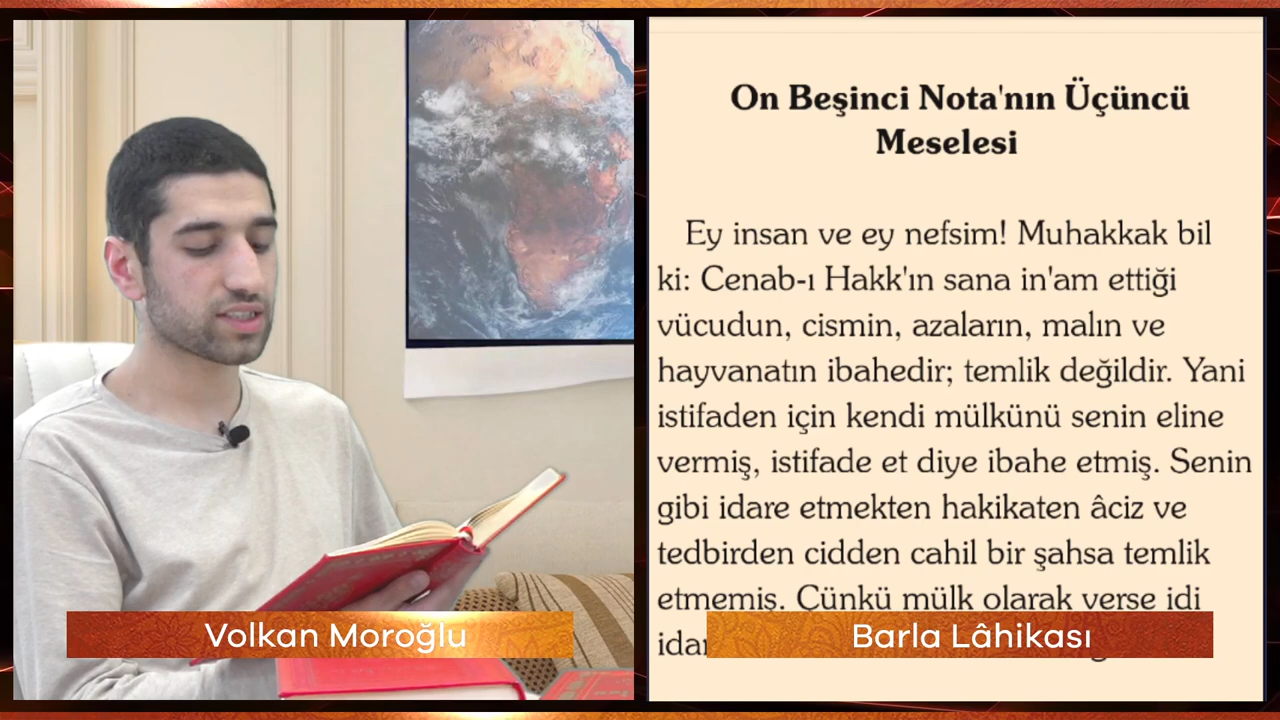 On Beşinci Nota'nın Üçüncü
Meselesi
Ey insan ve ey nefsim! Muhakkak bil
ki: Cenab-ı Hakk'ın sana in'am ettiği
vücudun, cismin, azaların, malın ve
hayvanatın ibahedir; temlik değildir. Yani
istifaden için kendi mülkünü senin eline
vermiş, istifade et diye ibahe etmiş. Senin
gibi idare etmekten hakikaten âciz ve
tedbirden cidden cahil bir şahsa temlik
etmemiş. Çünkü mülk olarak verse idi
Volkan Moroğlu
Barla Lâhikası